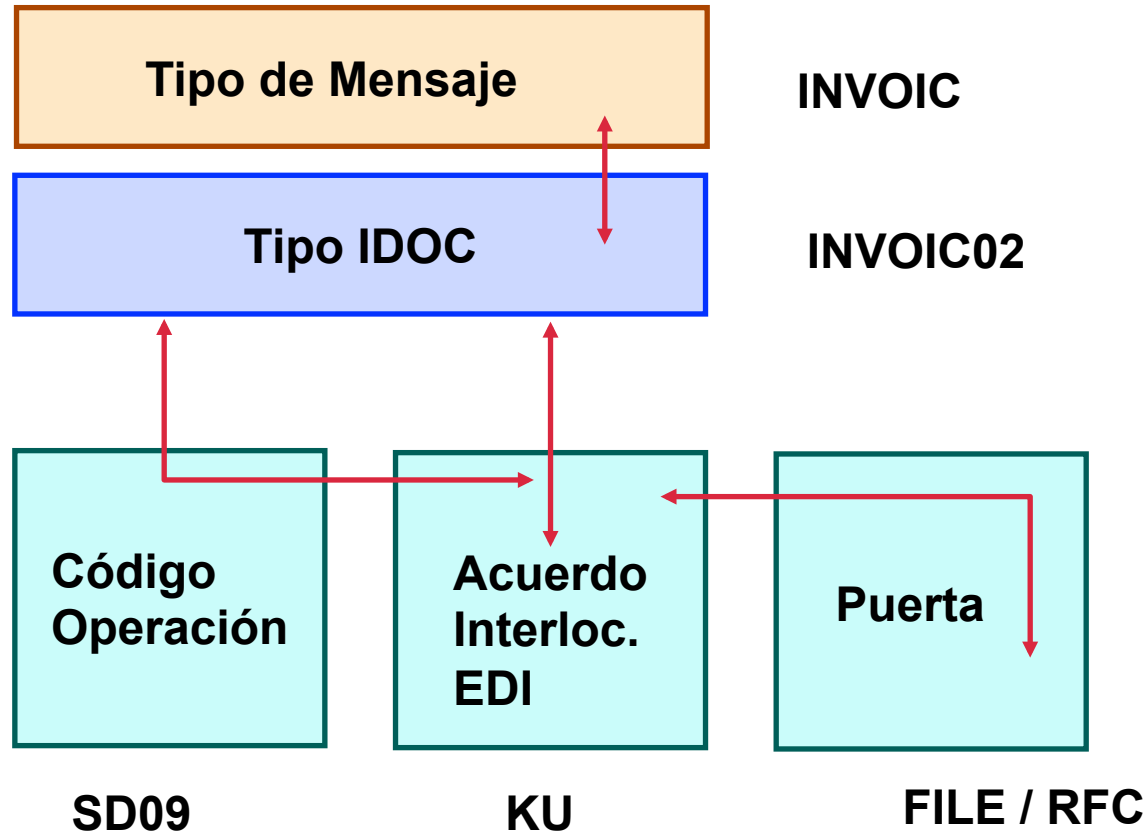 Tipo de Mensaje
INVOIC
Tipo IDOC
INVOIC02
Código
Operación
Acuerdo
Interloc.
EDI
Puerta
SD09
KU
FILE / RFC